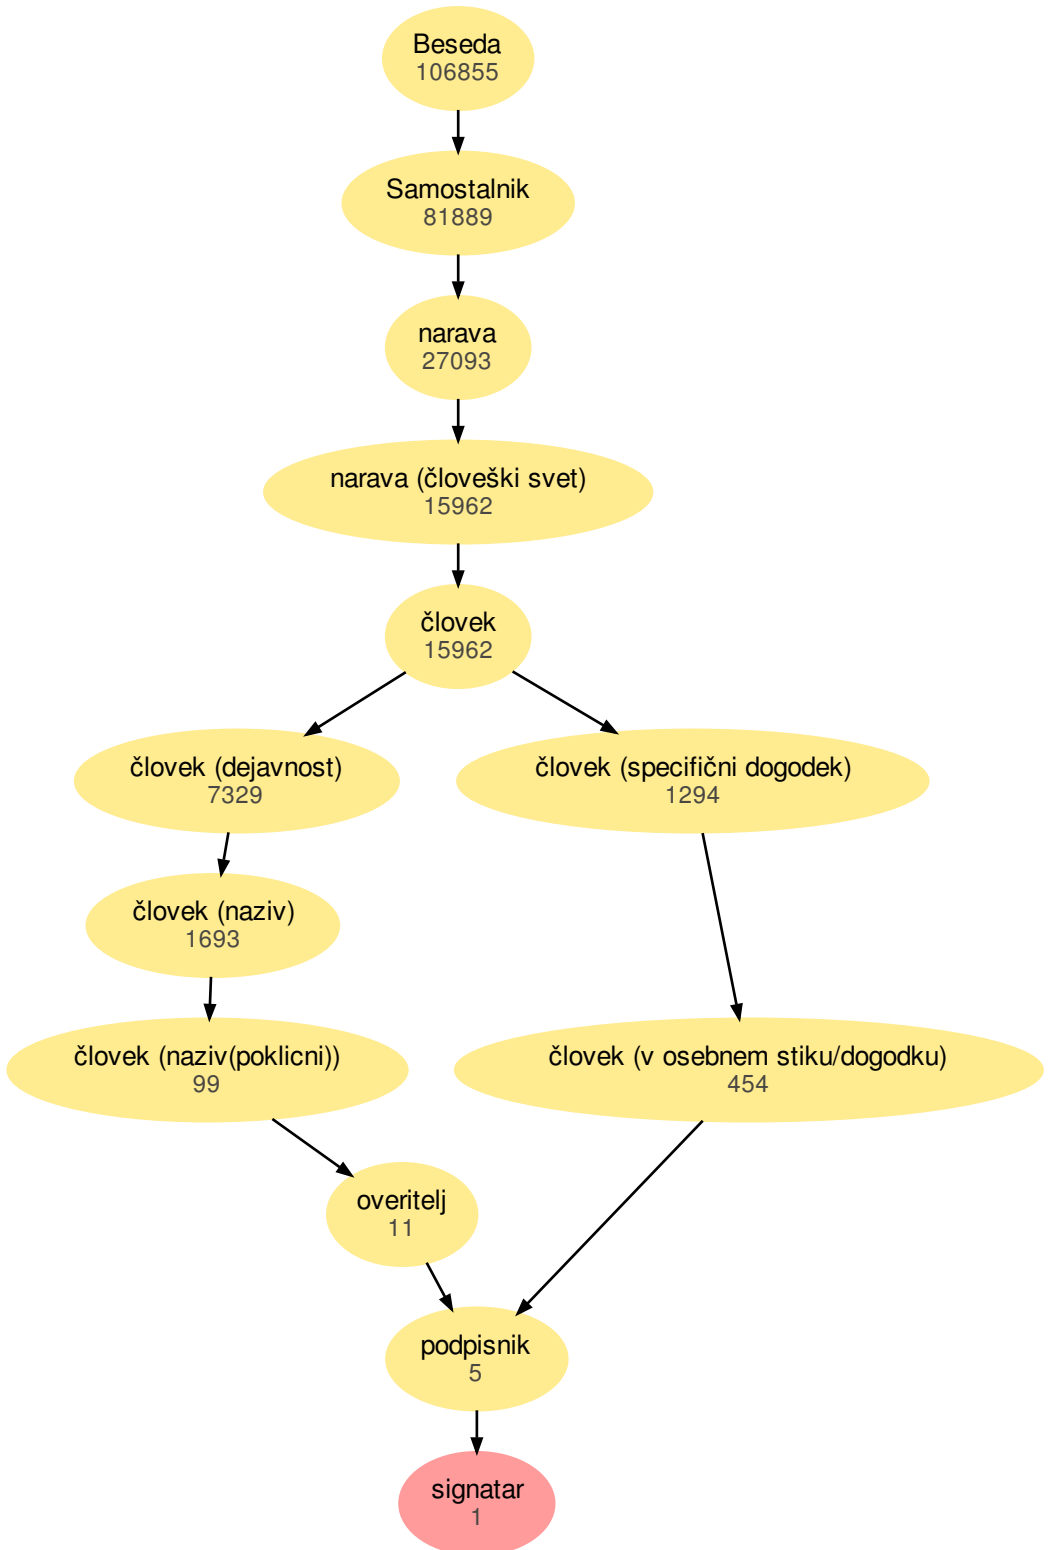 Beseda
106855
Samostalnik
81889
narava
27093
narava (človeški svet)
15962
človek
15962
človek (dejavnost)
7329
človek (specifični dogodek)
1294
človek (naziv)
1693
človek (naziv(poklicni))
99
človek (v osebnem stiku/dogodku)
454
overitelj
11
podpisnik
5
signatar
1